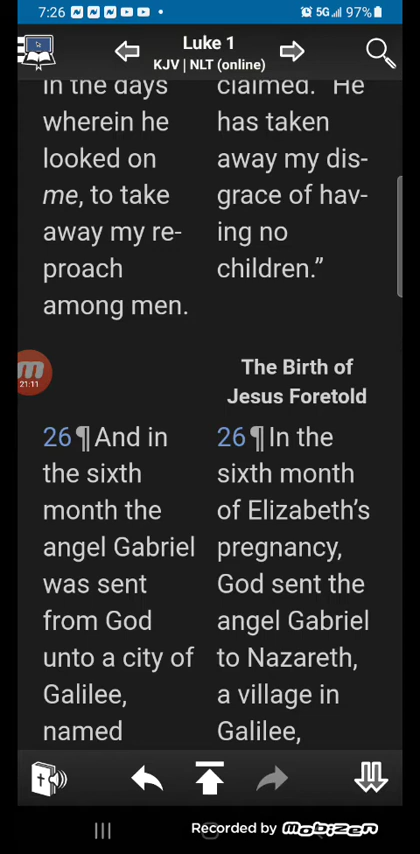 7:26
5G 97%
Luke 1
KJV | NLT (online)
in the days
wherein he
looked on
me, to take
away my re-
proach
among men.
claimed. “He
has taken
away my dis-
grace of hav-
ing no
children.”
The Birth of
Jesus Foretold
21:11
26 ¶ And in
the sixth
month the
angel Gabriel
was sent
from God
unto a city of
Galilee,
named
26 ¶ In the
sixth month
of Elizabeth’s
pregnancy,
God sent the
angel Gabriel
to Nazareth,
a village in
Galilee,
Recorded by mobizen